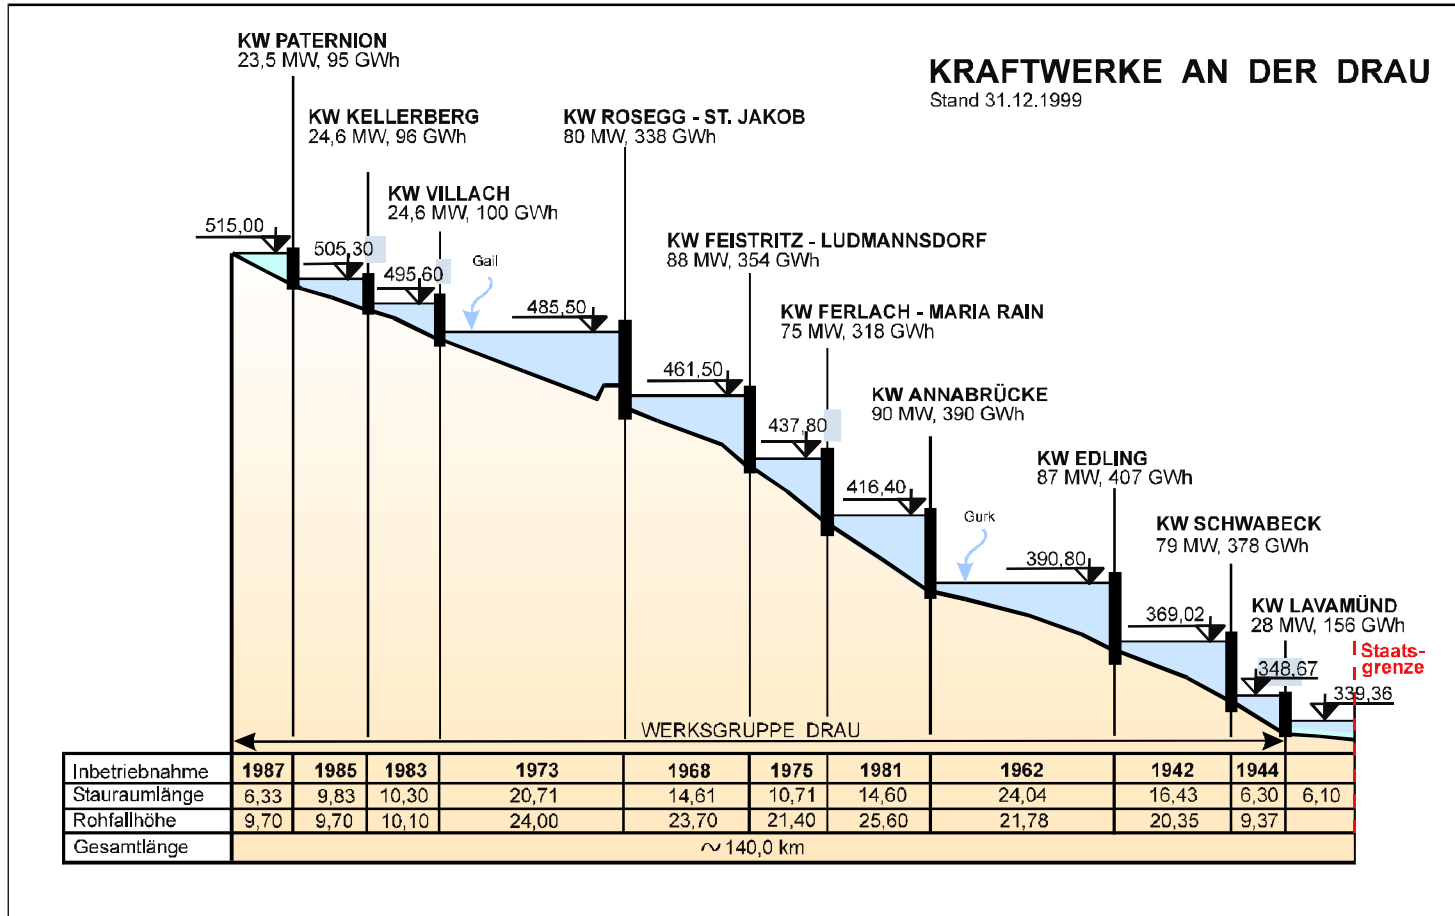 KRAFTWERKE AN DER DRAU
Stand 31.12.1999
KW PATERNION
23,5 MW, 95 GWh
KW KELLERBERG
24,6 MW, 96 GWh
KW VILLACH
24,6 MW, 100 GWh
KW ROSEGG - ST. JAKOB
80 MW, 338 GWh
KW FEISTRITZ - LUDMANNSDORF
88 MW, 354 GWh
KW FERLACH - MARIA RAIN
75 MW, 318 GWh
KW ANNABRÜCKE
90 MW, 390 GWh
KW EDLING
87 MW, 407 GWh
KW SCHWABECK
79 MW, 378 GWh
KW LAVAMÜND
28 MW, 156 GWh
515,00
505,30
495,60
Gail
485,50
461,50
437,80
416,40
Gurk
390,80
369,02
348,67
339,36
Staats-
grenze
WERKSGRUPPE DRAU
Inbetriebnahme 1987 1985 1983 1973 1968 1975 1981 1962 1942 1944
Stauraumlänge 6,33 9,83 10,30 20,71 14,61 10,71 14,60 24,04 16,43 6,30 6,10
Rohfallhöhe 9,70 9,70 10,10 24,00 23,70 21,40 25,60 21,78 20,35 9,37
Gesamtlänge ~ 140,0 km